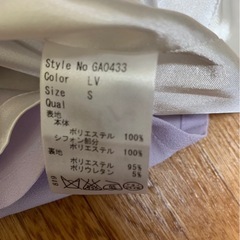 Style No GA0433
Color LV
Size S
Qual
表地
本体
ポリエステル 100%
シフォン部分
ポリエステル 100%
裏地
ポリエステル 95%
ポリウレタン 5%